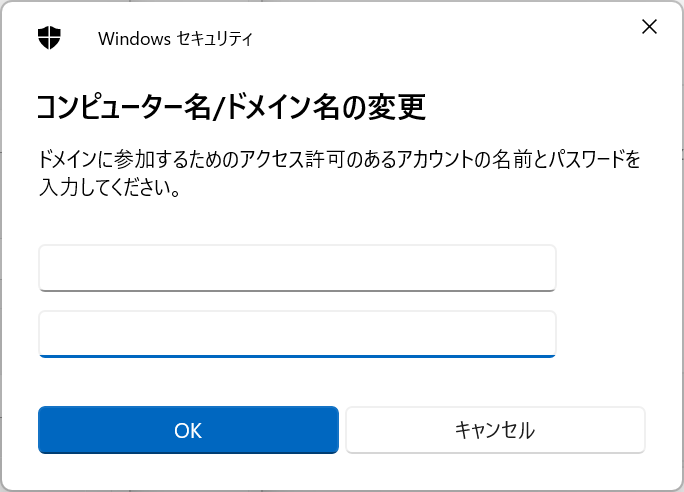 Windows セキュリティ
コンピューター名/ドメイン名の変更
ドメインに参加するためのアクセス許可のあるアカウントの名前とパスワードを
入力してください。
OK
キャンセル